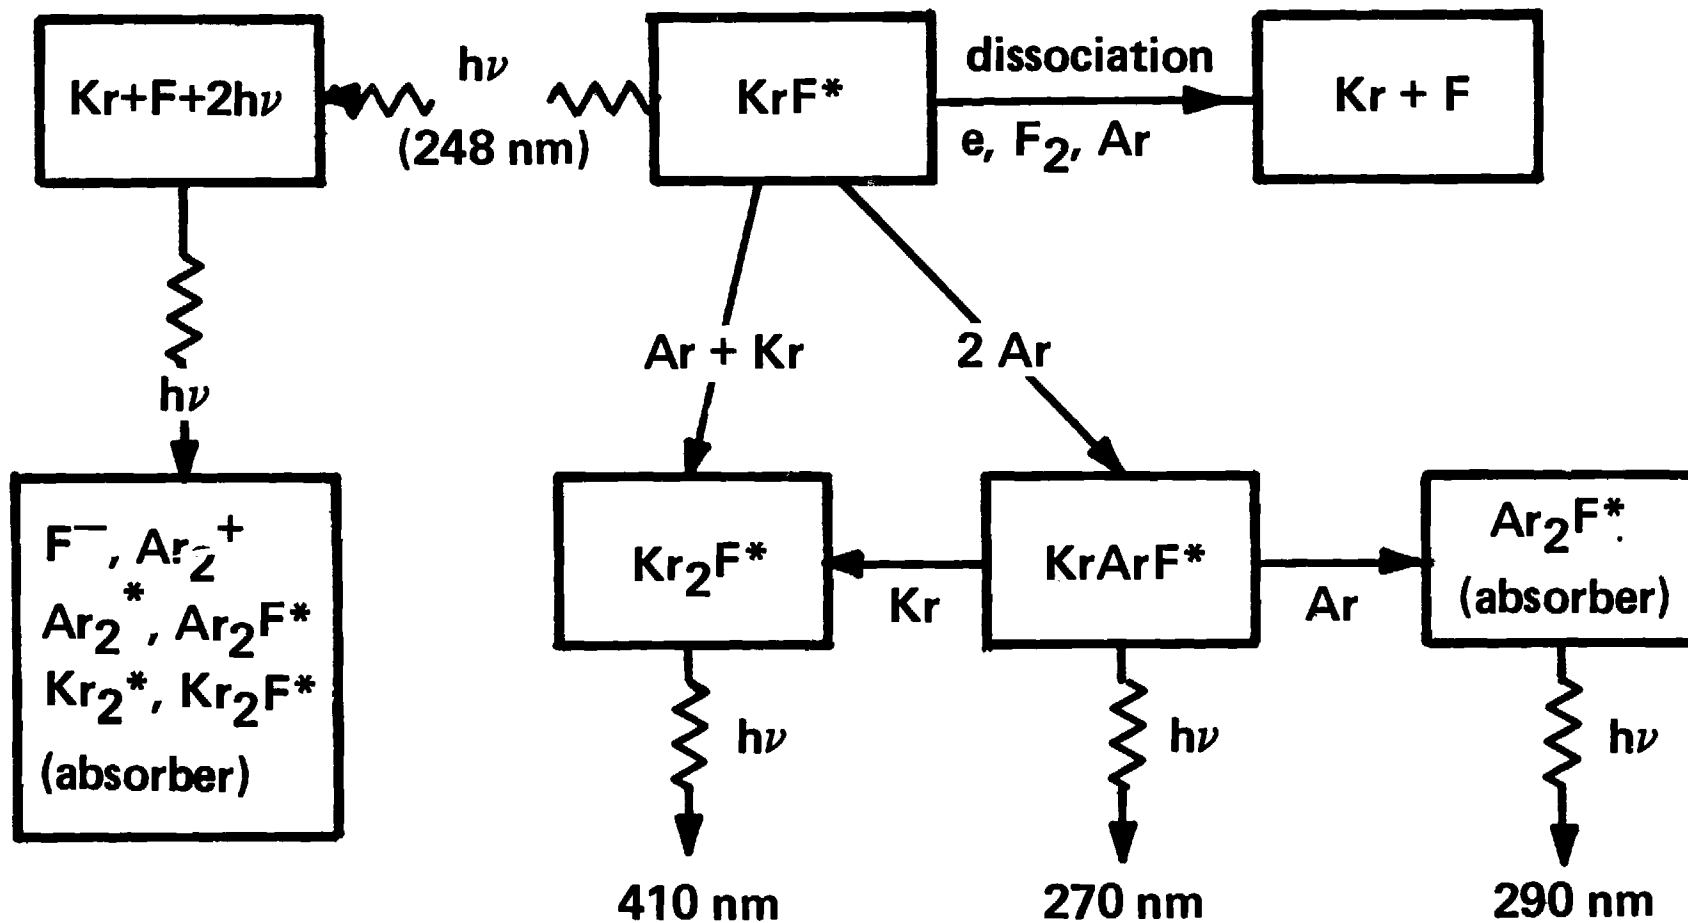 Kr+F+2hν
hν
(248 nm)
KrF*
dissociation
e, F₂, Ar
Kr + F
hν
Ar + Kr
2 Ar
F⁻, Ar₂⁺
Ar₂*, Ar₂F*
Kr₂*, Kr₂F*
(absorber)
Kr₂F*
Kr
KrArF*
Ar
Ar₂F*
(absorber)
hν
hν
hν
410 nm
270 nm
290 nm